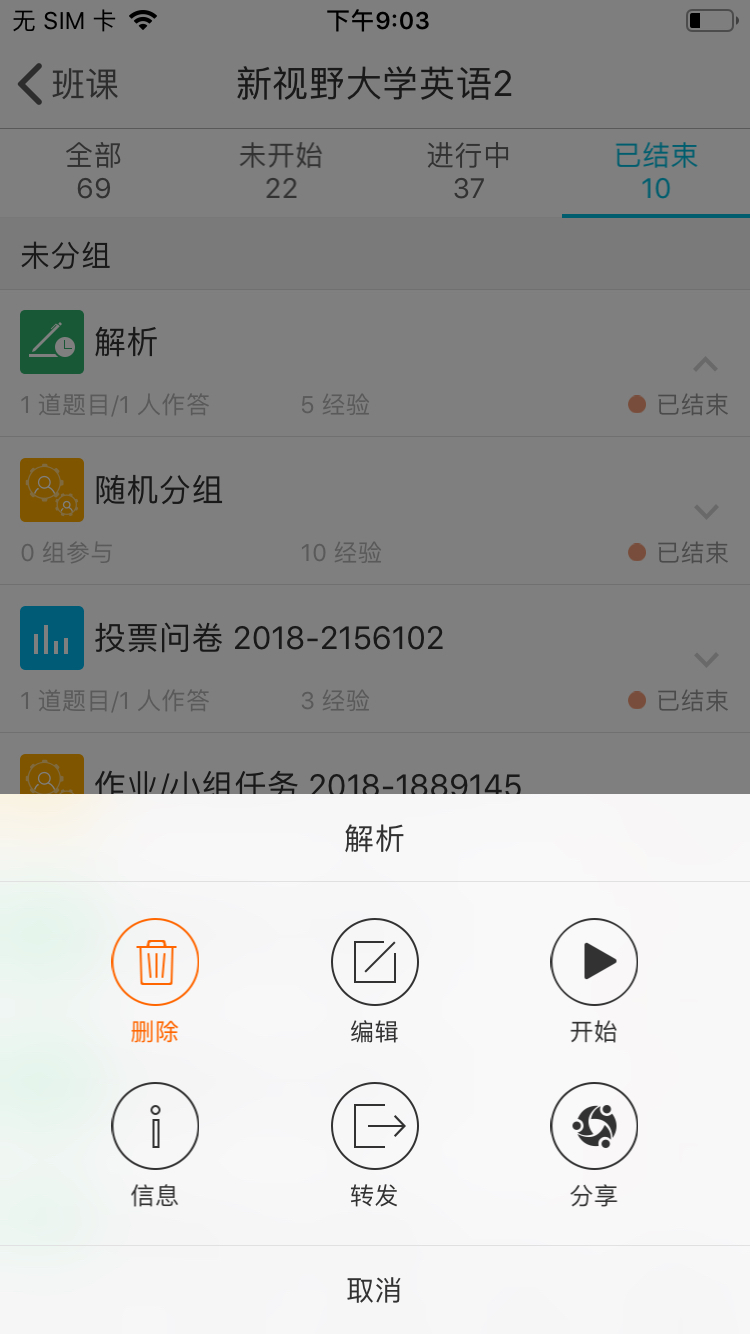 无 SIM 卡 下午9:03
班课 新视野大学英语2
全部 未开始 进行中 已结束
69 22 37 10
未分组
解析
1 道题目/1 人作答 5 经验 已结束
随机分组
0 组参与 10 经验 已结束
投票问卷 2018-2156102
1 道题目/1 人作答 3 经验 已结束
作业/小组任务 2018-1889145
解析
删除 编辑 开始
信息 转发 分享
取消